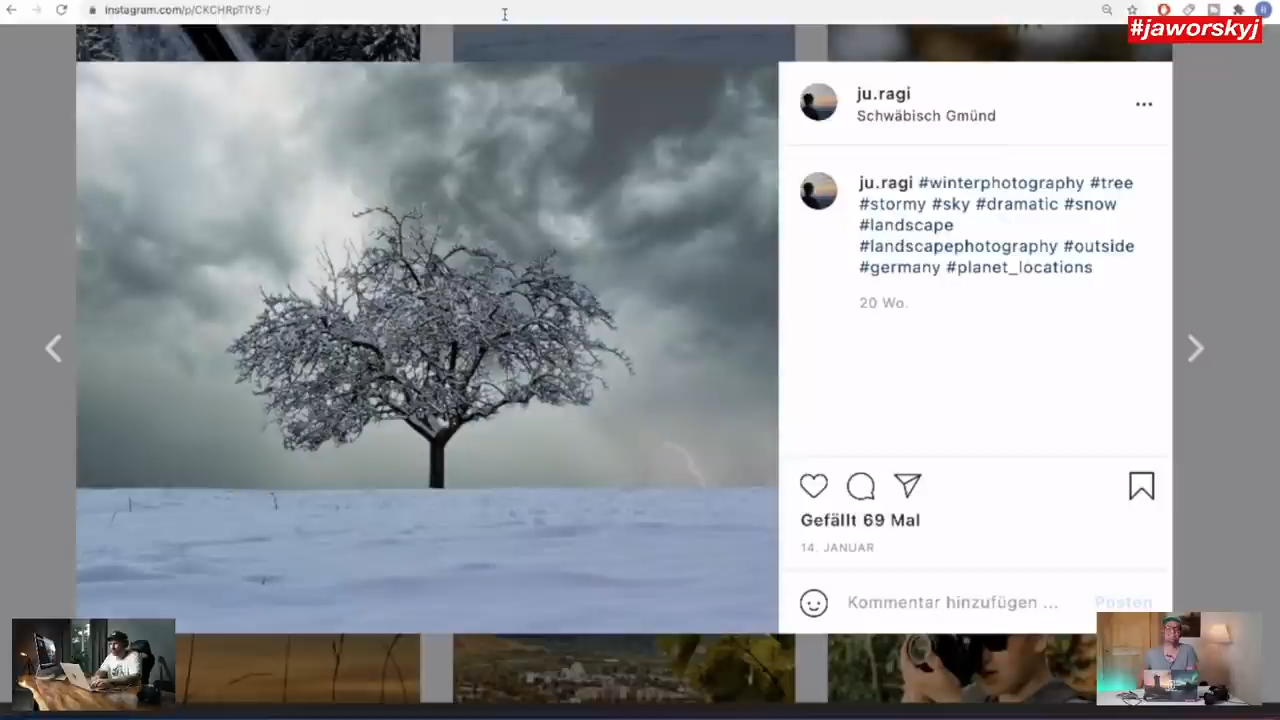 instagram.com/p/CKCHRpTIY5-/
#jaworskyj
ju.ragi
Schwäbisch Gmünd
ju.ragi #winterphotography #tree
#stormy #sky #dramatic #snow
#landscape
#landscapephotography #outside
#germany #planet_locations
20 Wo.
Gefällt 69 Mal
14. JANUAR
Kommentar hinzufügen ... Posten